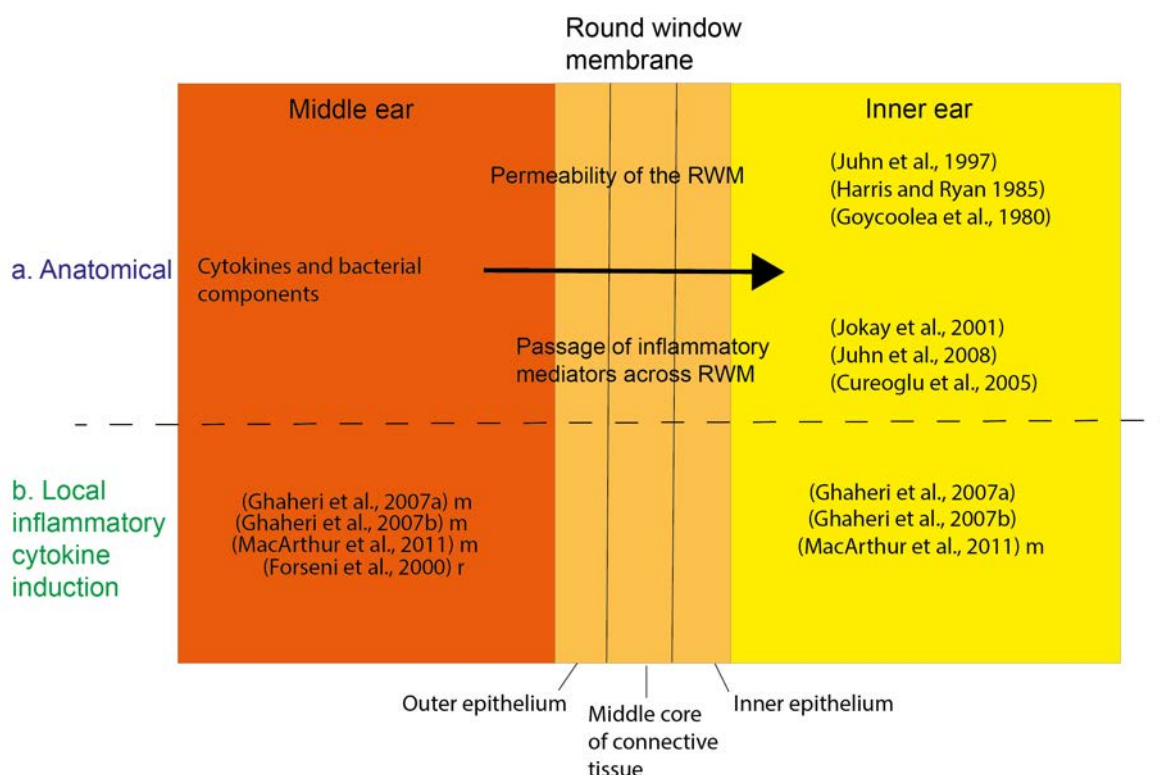 Round window
membrane
Middle ear
Inner ear
Permeability of the RWM
(Juhn et al., 1997)
(Harris and Ryan 1985)
(Goycoolea et al., 1980)
a. Anatomical
Cytokines and bacterial
components
Passage of inflammatory
mediators across RWM
(Jokay et al., 2001)
(Juhn et al., 2008)
(Cureoglu et al., 2005)
b. Local
inflammatory
cytokine
induction
(Ghaheri et al., 2007a) m
(Ghaheri et al., 2007b) m
(MacArthur et al., 2011) m
(Forseni et al., 2000) r
(Ghaheri et al., 2007a)
(Ghaheri et al., 2007b)
(MacArthur et al., 2011) m
Outer epithelium
Middle core
of connective
tissue
Inner epithelium